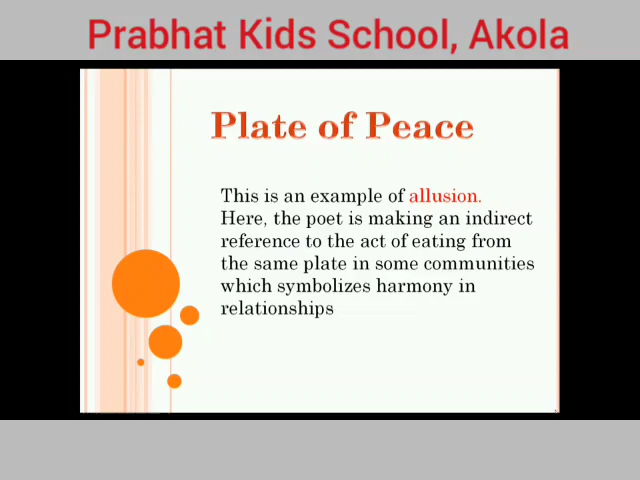 Prabhat Kids School, Akola
Plate of Peace
This is an example of allusion.
Here, the poet is making an indirect
reference to the act of eating from
the same plate in some communities
which symbolizes harmony in
relationships